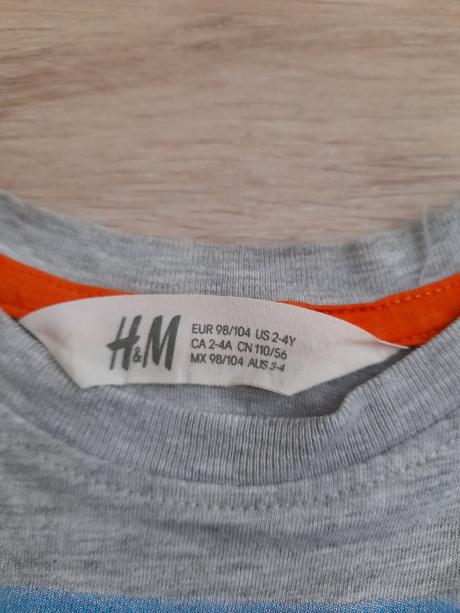 H&M
EUR 98/104 US 2-4Y
CA 2-4A CN 110/56
MX 98/104 AUS 3-4